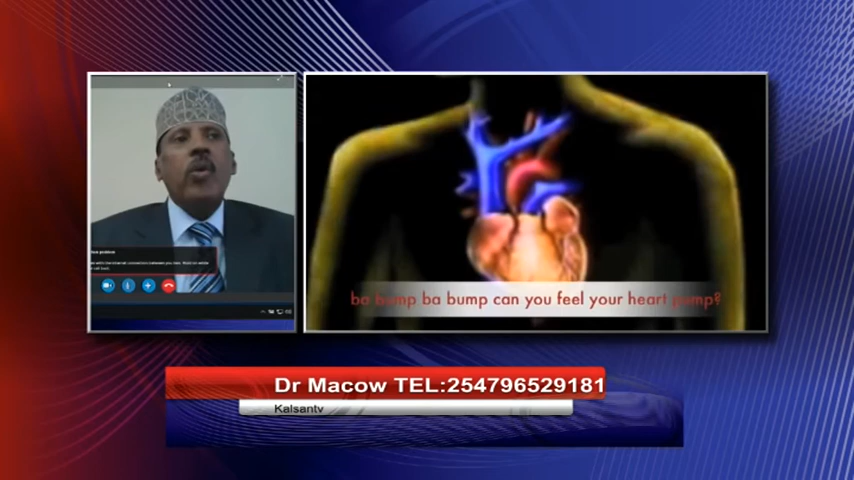 ba bump ba bump can you feel your heart pump?
Dr Macow TEL:254796529181
Kalsantv